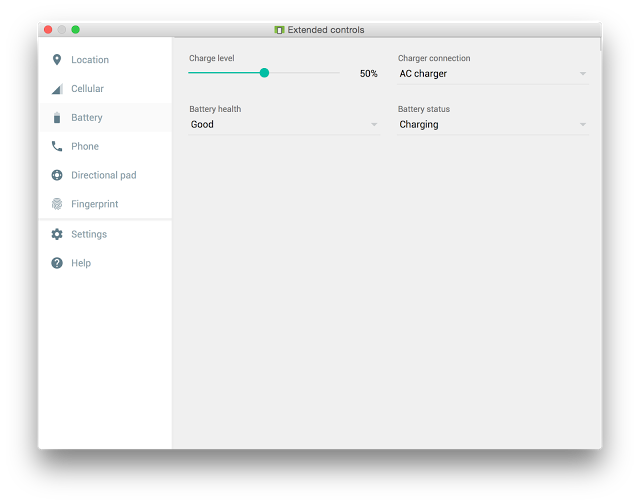 Extended controls
Location
Cellular
Battery
Phone
Directional pad
Fingerprint
Settings
Help
Charge level
50%
Charger connection
AC charger
Battery health
Good
Battery status
Charging